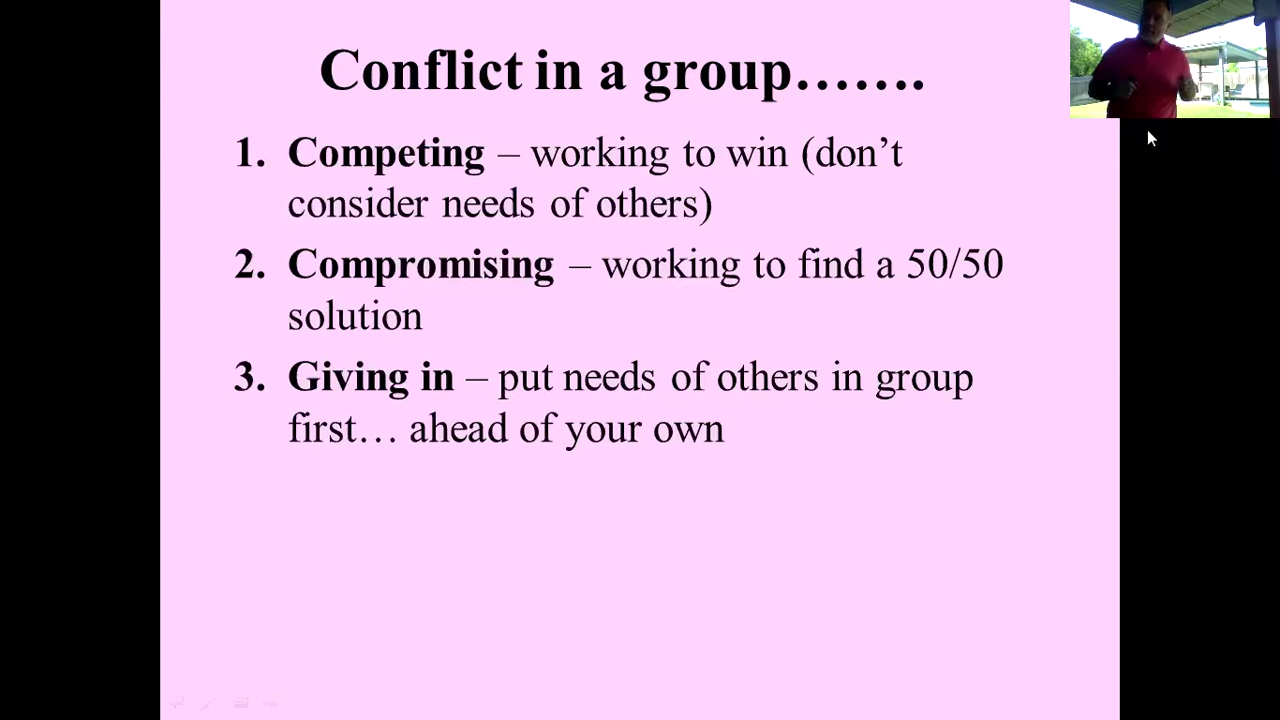 Conflict in a group…….
1. Competing – working to win (don’t
consider needs of others)
2. Compromising – working to find a 50/50
solution
3. Giving in – put needs of others in group
first… ahead of your own